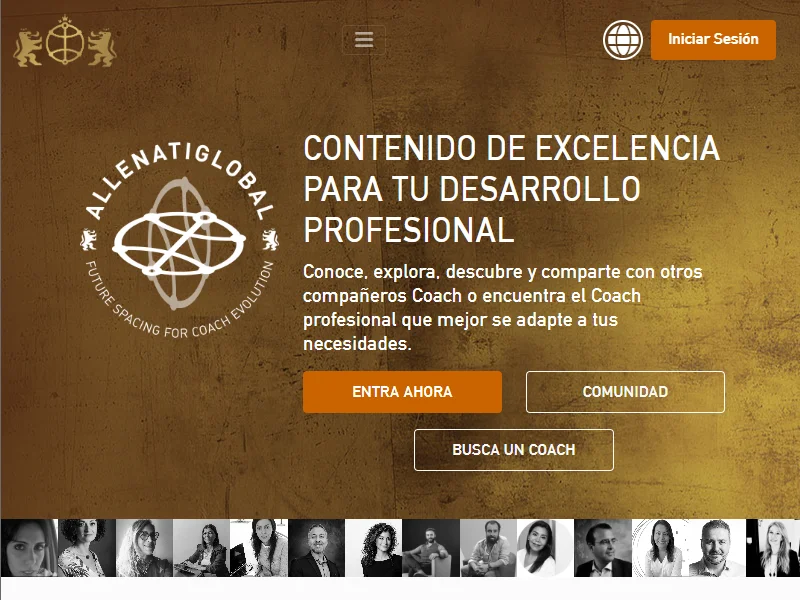 Iniciar Sesión
ALLENATIGLOBAL
FUTURE SPACING FOR COACH EVOLUTION
CONTENIDO DE EXCELENCIA
PARA TU DESARROLLO
PROFESIONAL
Conoce, explora, descubre y comparte con otros
compañeros Coach o encuentra el Coach
profesional que mejor se adapte a tus
necesidades.
ENTRA AHORA
COMUNIDAD
BUSCA UN COACH